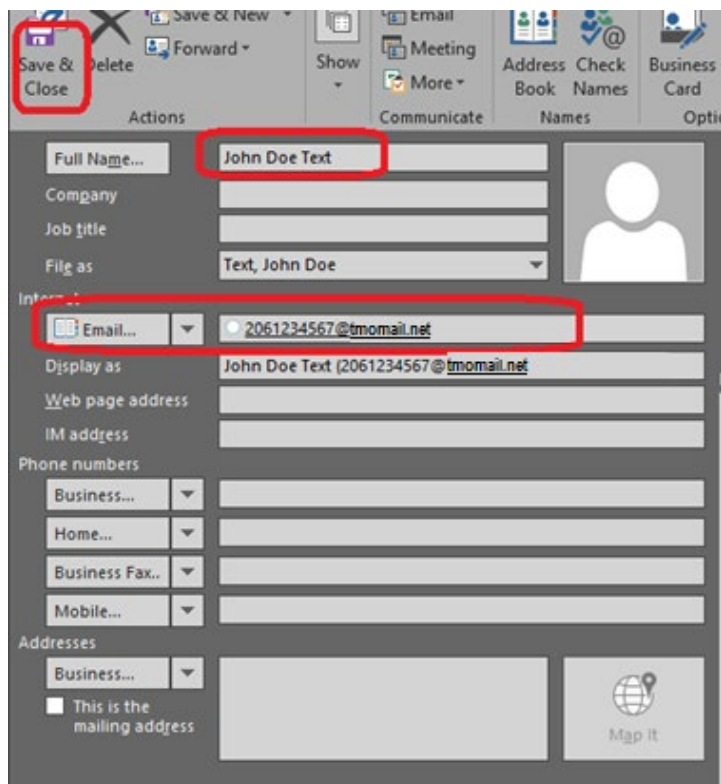 Save & New
Email
Save & Close
Delete
Forward
Show
Meeting
More
Address Book
Check Names
Business Card
Actions
Communicate
Names
Full Name...
John Doe Text
Company
Job title
File as
Text, John Doe
Internet
Email...
2061234567@tmomail.net
Display as
John Doe Text (2061234567@tmomail.net
Web page address
IM address
Phone numbers
Business...
Home...
Business Fax..
Mobile...
Addresses
Business...
This is the
mailing address
Map It